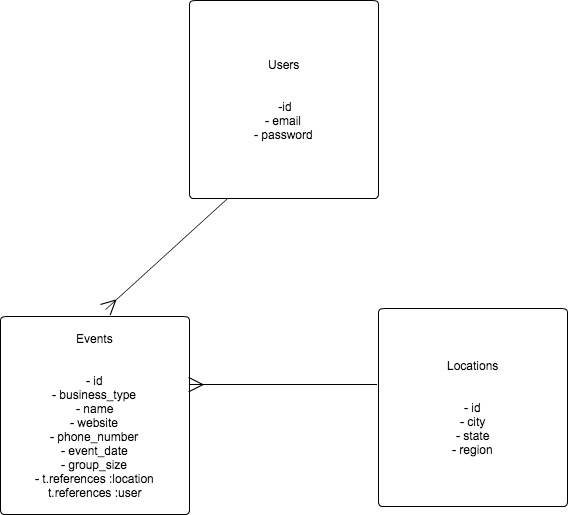 Users
-id
- email
- password
Events
- id
- business_type
- name
- website
- phone_number
- event_date
- group_size
- t.references :location
t.references :user
Locations
- id
- city
- state
- region